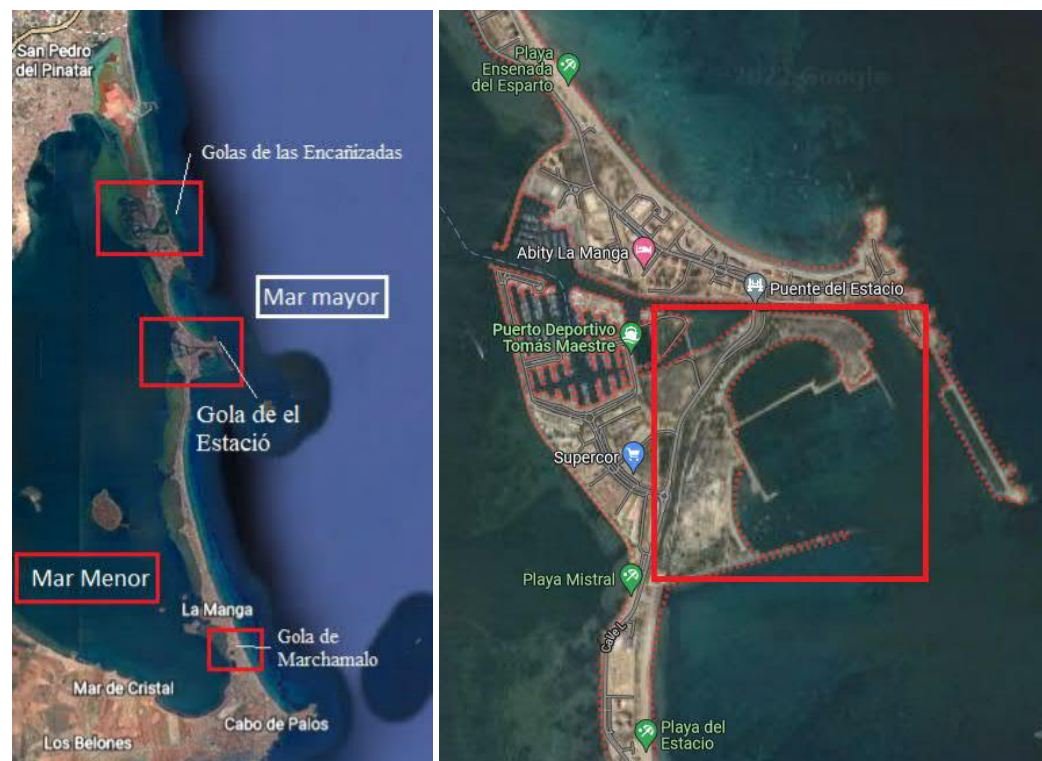 San Pedro
del Pinatar
Golas de las Encañizadas
Mar mayor
Gola de el
Estació
Mar Menor
La Manga
Gola de
Marchamalo
Mar de Cristal
Cabo de Palos
Los Belones
Playa
Ensenada
del Esparto
2022 Google
Abity La Manga
Puente del Estacio
Puerto Deportivo
Tomás Maestre
Supercor
Playa Mistral
Playa del
Estacio